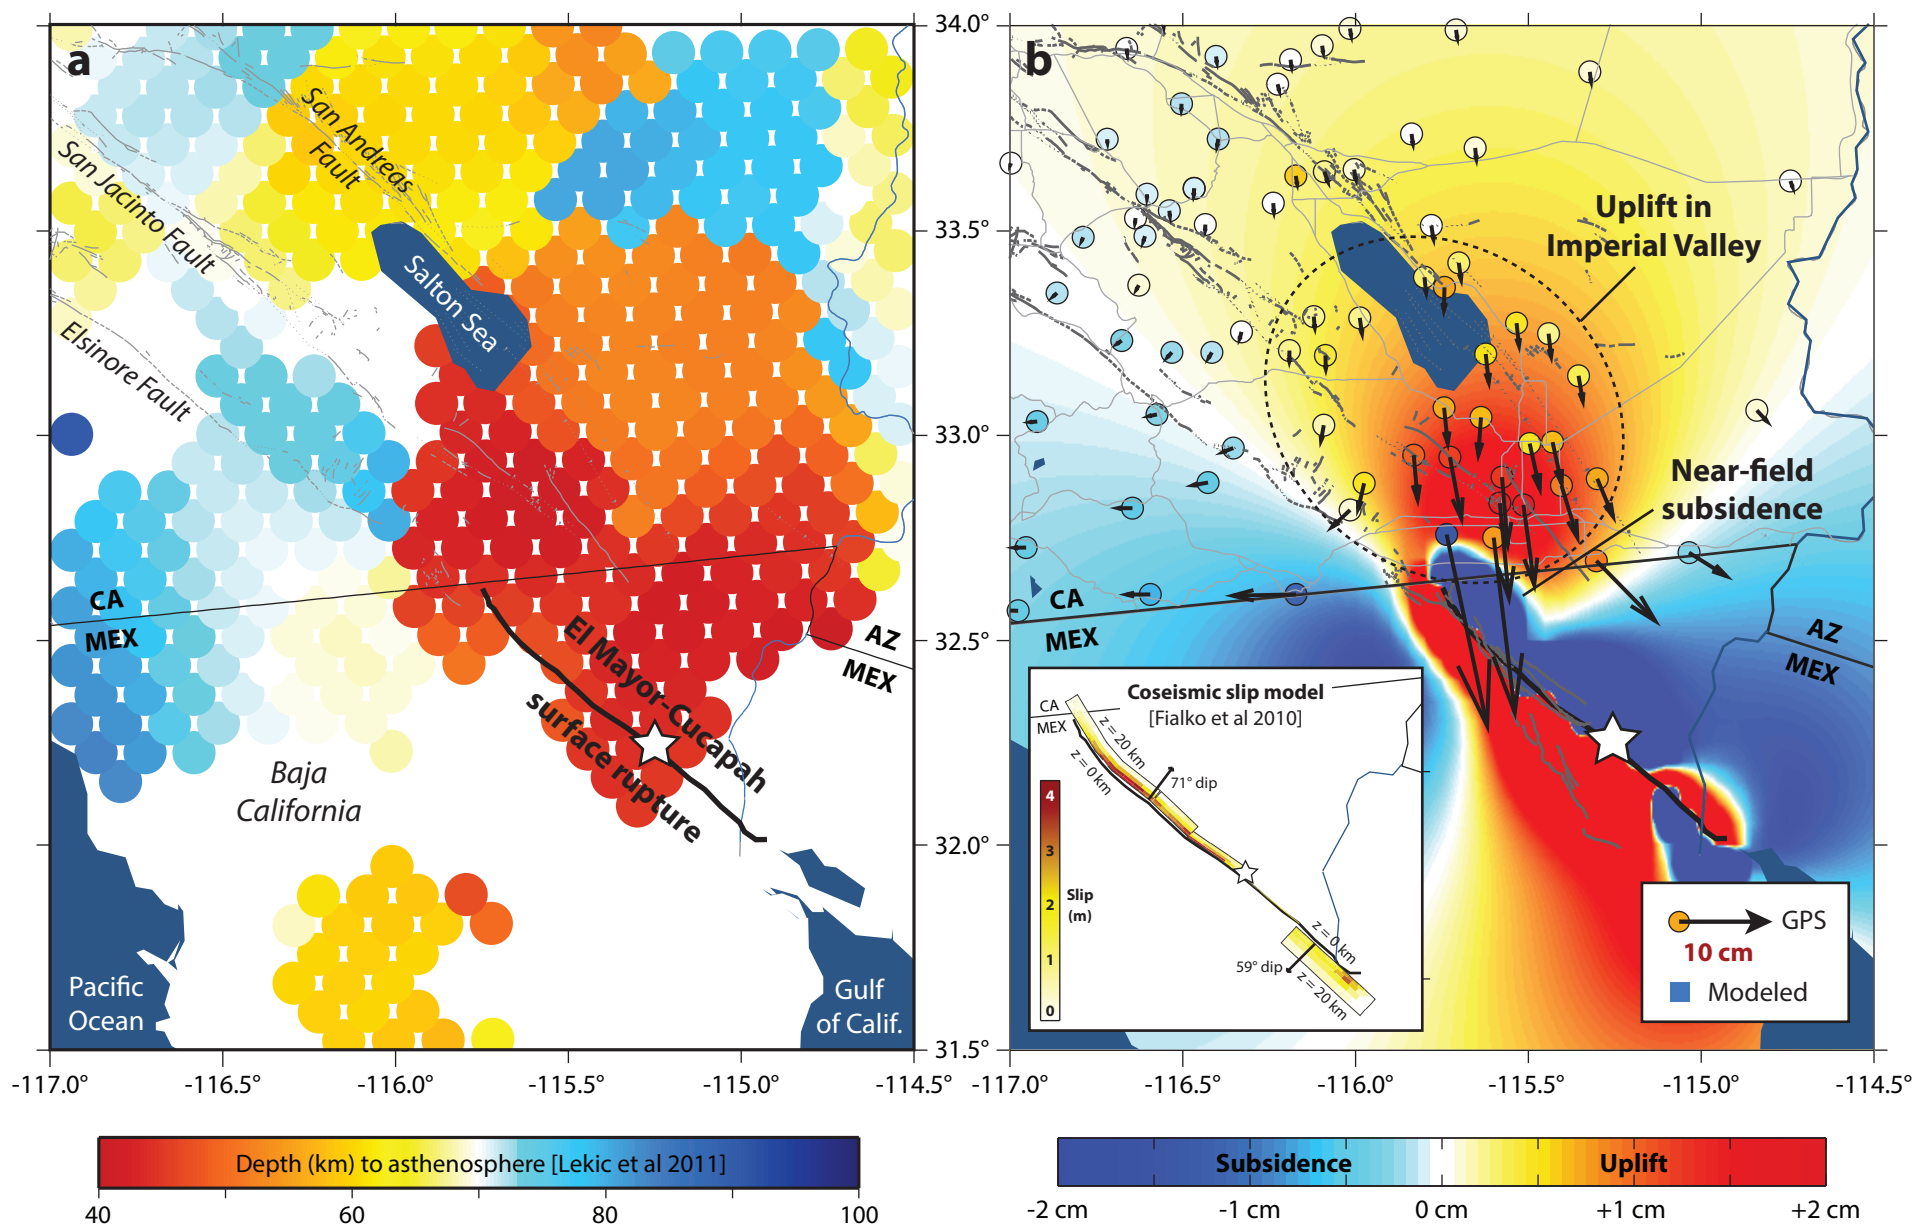 a
San Andreas
Fault
San Jacinto Fault
Elsinore Fault
Salton Sea
CA
MEX
AZ
MEX
El Mayor-Cucapah
surface rupture
Baja
California
Pacific
Ocean
Gulf
of Calif.
34.0°
33.5°
33.0°
32.5°
32.0°
31.5°
-117.0°
-116.5°
-116.0°
-115.5°
-115.0°
-114.5°
Depth (km) to asthenosphere [Lekic et al 2011]
40
60
80
100
b
Uplift in
Imperial Valley
Near-field
subsidence
CA
MEX
AZ
MEX
Coseismic slip model
[Fialko et al 2010]
CA
MEX
z = 20 km
z = 0 km
71° dip
z = 0 km
59° dip
z = 20 km
4
3
2
1
0
Slip
(m)
GPS
10 cm
Modeled
-117.0°
-116.5°
-116.0°
-115.5°
-115.0°
-114.5°
Subsidence
Uplift
-2 cm
-1 cm
0 cm
+1 cm
+2 cm